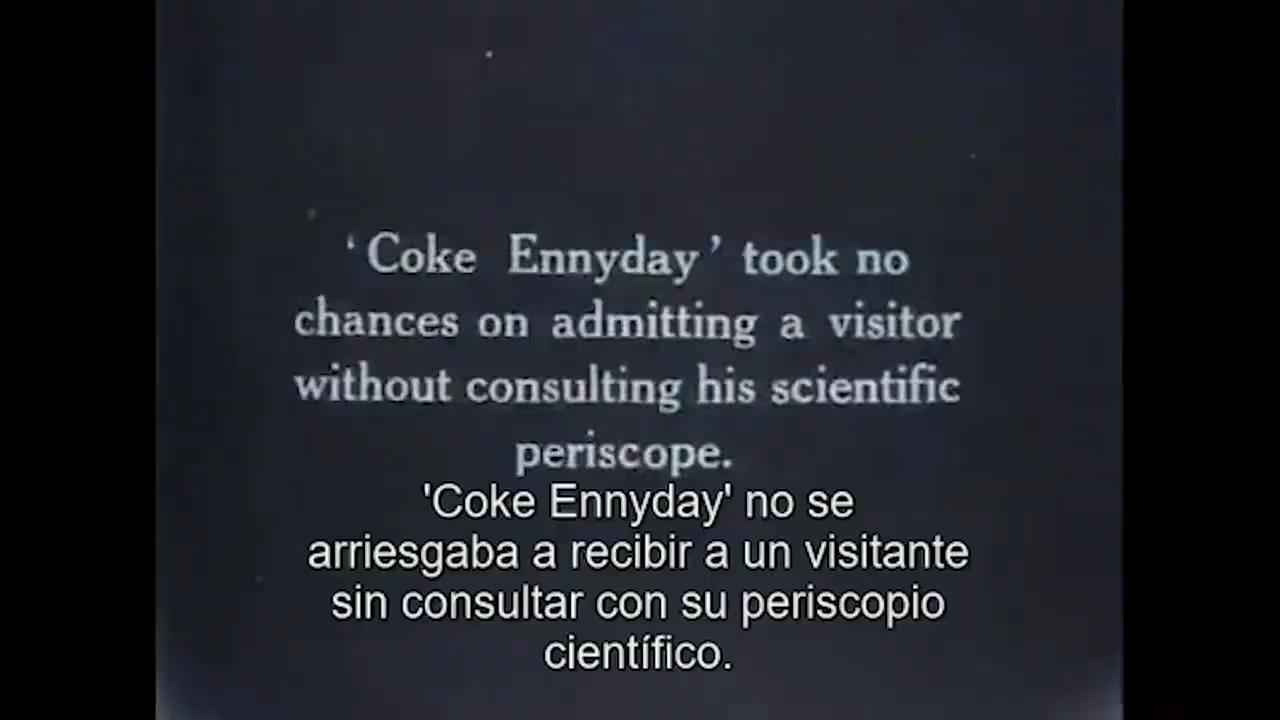 ‘Coke Ennyday’ took no
chances on admitting a visitor
without consulting his scientific
periscope.
'Coke Ennyday' no se
arriesgaba a recibir a un visitante
sin consultar con su periscopio
científico.